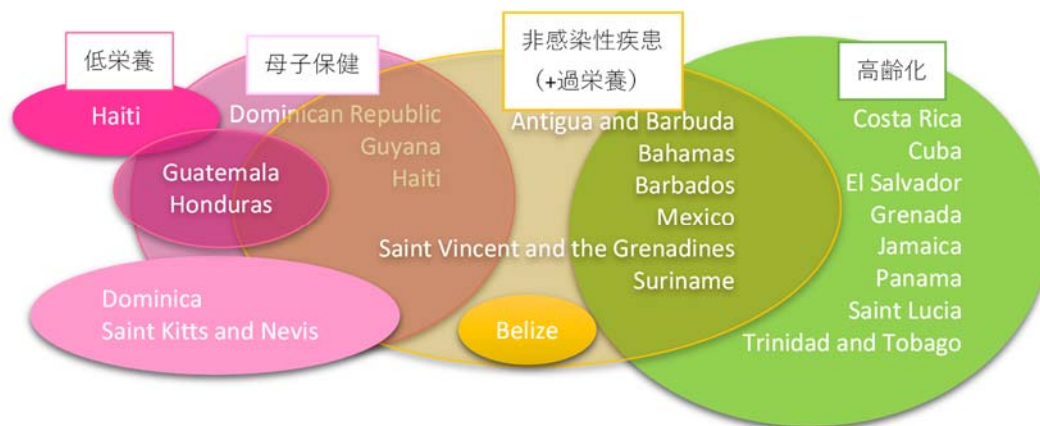 低栄養
Haiti
Guatemala
Honduras
Dominica
Saint Kitts and Nevis
母子保健
Dominican Republic
Guyana
Haiti
非感染性疾患
（+過栄養）
Antigua and Barbuda
Bahamas
Barbados
Mexico
Saint Vincent and the Grenadines
Suriname
Belize
高齢化
Costa Rica
Cuba
El Salvador
Grenada
Jamaica
Panama
Saint Lucia
Trinidad and Tobago